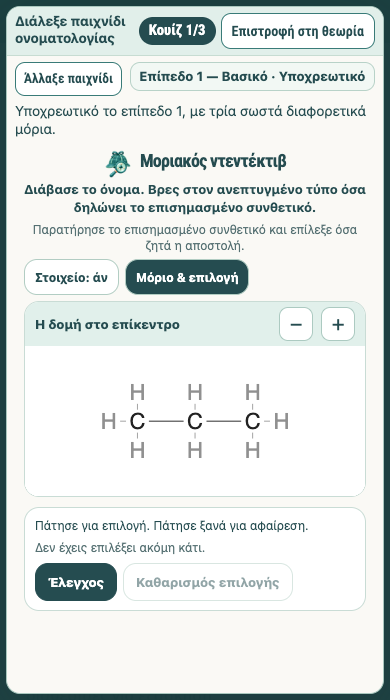 Διάλεξε παιχνίδι
ονοματολογίας
Κουίζ 1/3
Επιστροφή στη θεωρία
Άλλαξε παιχνίδι
Επίπεδο 1 — Βασικό · Υποχρεωτικό
Υποχρεωτικό το επίπεδο 1, με τρία σωστά διαφορετικά
μόρια.
Μοριακός ντεντέκτιβ
Διάβασε το όνομα. Βρες στον ανεπτυγμένο τύπο όσα
δηλώνει το επισημασμένο συνθετικό.
Παρατήρησε το επισημασμένο συνθετικό και επίλεξε όσα
ζητά η αποστολή.
Στοιχείο: άν
Μόριο & επιλογή
Η δομή στο επίκεντρο
− +
H H H
H C C C H
H H H
Πάτησε για επιλογή. Πάτησε ξανά για αφαίρεση.
Δεν έχεις επιλέξει ακόμη κάτι.
Έλεγχος
Καθαρισμός επιλογής